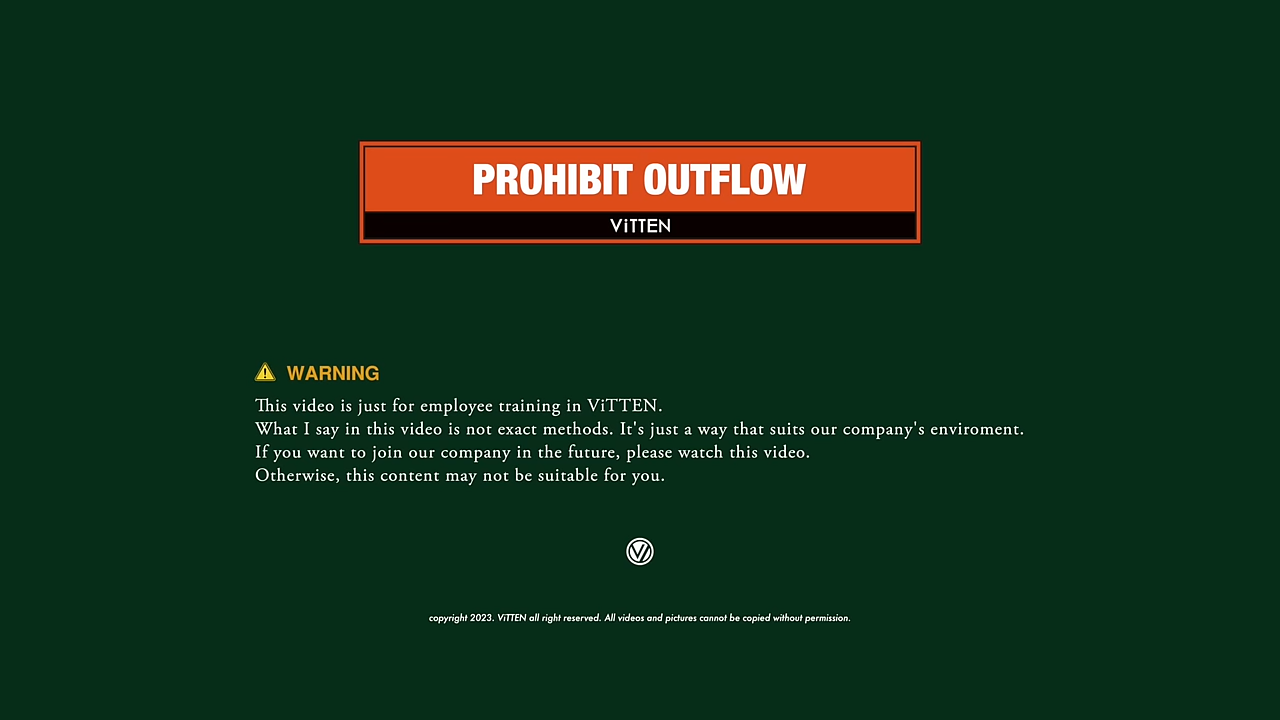 PROHIBIT OUTFLOW
ViTTEN
WARNING
This video is just for employee training in ViTTEN.
What I say in this video is not exact methods. It's just a way that suits our company's enviroment.
If you want to join our company in the future, please watch this video.
Otherwise, this content may not be suitable for you.
copyright 2023. ViTTEN all right reserved. All videos and pictures cannot be copied without permission.